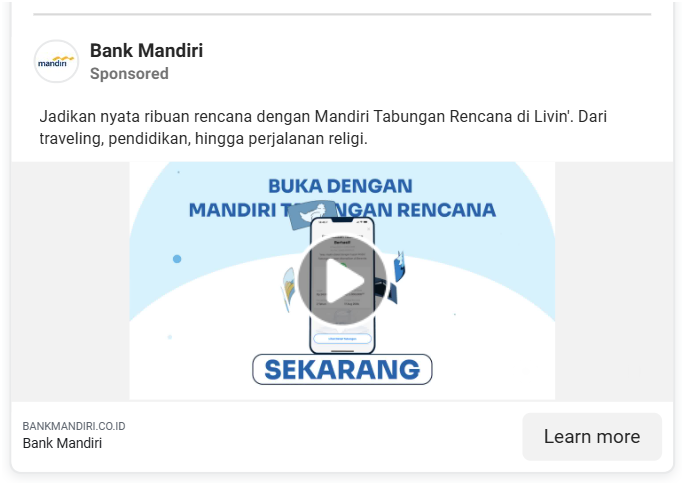 mandiri
Bank Mandiri
Sponsored
Jadikan nyata ribuan rencana dengan Mandiri Tabungan Rencana di Livin'. Dari
traveling, pendidikan, hingga perjalanan religi.
BUKA DENGAN
MANDIRI T NGAN RENCANA
SEKARANG
BANKMANDIRI.CO.ID
Bank Mandiri
Learn more